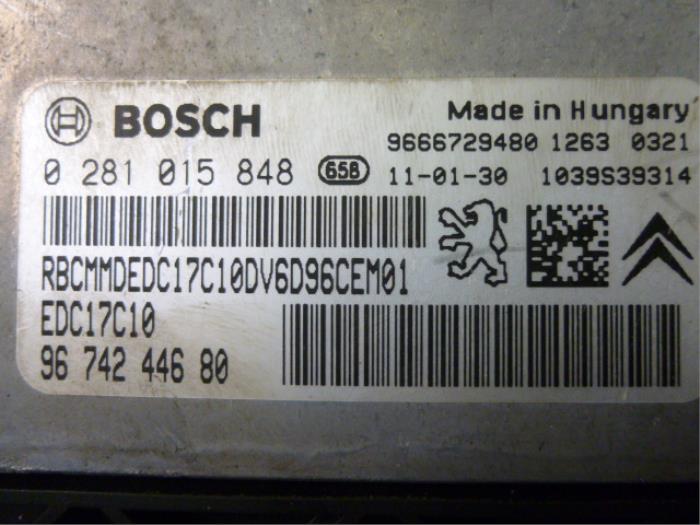 BOSCH
Made in Hungary
9666729480 1263 0321
0 281 015 848 658 11-01-30 1039S39314
RBCMMDEDC17C10DV6D96CEM01
EDC17C10
96 742 446 80